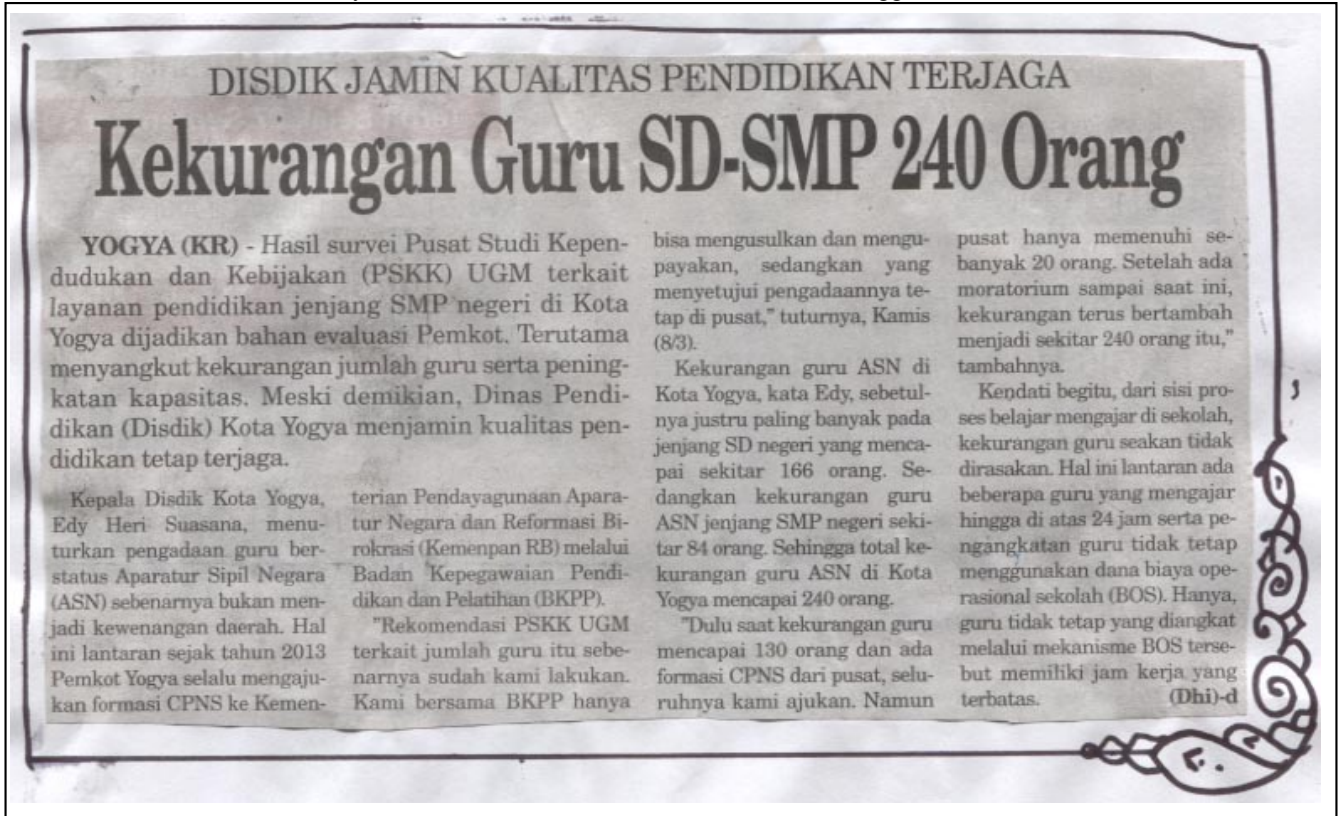 DISDIK JAMIN KUALITAS PENDIDIKAN TERJAGA
Kekurangan Guru SD-SMP 240 Orang
YOGYA (KR) - Hasil survei Pusat Studi Kepen-
dudukan dan Kebijakan (PSKK) UGM terkait
layanan pendidikan jenjang SMP negeri di Kota
Yogya dijadikan bahan evaluasi Pemkot. Terutama
menyangkut kekurangan jumlah guru serta pening-
katan kapasitas. Meski demikian, Dinas Pendi-
dikan (Disdik) Kota Yogya menjamin kualitas pen-
didikan tetap terjaga.
Kepala Disdik Kota Yogya,
Edy Heri Suasana, menu-
turkan pengadaan guru ber-
status Aparatur Sipil Negara
(ASN) sebenarnya bukan men-
jadi kewenangan daerah. Hal
ini lantaran sejak tahun 2013
Pemkot Yogya selalu mengaju-
kan formasi CPNS ke Kemen-
terian Pendayagunaan Apara-
tur Negara dan Reformasi Bi-
rokrasi (Kemenpan RB) melalui
Badan Kepegawaian Pendi-
dikan dan Pelatihan (BKPP).
"Rekomendasi PSKK UGM
terkait jumlah guru itu sebe-
narnya sudah kami lakukan.
Kami bersama BKPP hanya
bisa mengusulkan dan mengu-
payakan, sedangkan yang
menyetujui pengadaannya te-
tap di pusat," tuturnya, Kamis
(8/3).
Kekurangan guru ASN di
Kota Yogya, kata Edy, sebetul-
nya justru paling banyak pada
jenjang SD negeri yang menca-
pai sekitar 166 orang. Se-
dangkan kekurangan guru
ASN jenjang SMP negeri seki-
tar 84 orang. Sehingga total ke-
kurangan guru ASN di Kota
Yogya mencapai 240 orang.
"Dulu saat kekurangan guru
mencapai 130 orang dan ada
formasi CPNS dari pusat, selu-
ruhnya kami ajukan. Namun
pusat hanya memenuhi se-
banyak 20 orang. Setelah ada
moratorium sampai saat ini,
kekurangan terus bertambah
menjadi sekitar 240 orang itu,"
tambahnya.
Kendati begitu, dari sisi pro-
ses belajar mengajar di sekolah,
kekurangan guru seakan tidak
dirasakan. Hal ini lantaran ada
beberapa guru yang mengajar
hingga di atas 24 jam serta pe-
ngangkatan guru tidak tetap
menggunakan dana biaya ope-
rasional sekolah (BOS). Hanya,
guru tidak tetap yang diangkat
melalui mekanisme BOS terse-
but memiliki jam kerja yang
terbatas. (Dhi)-d